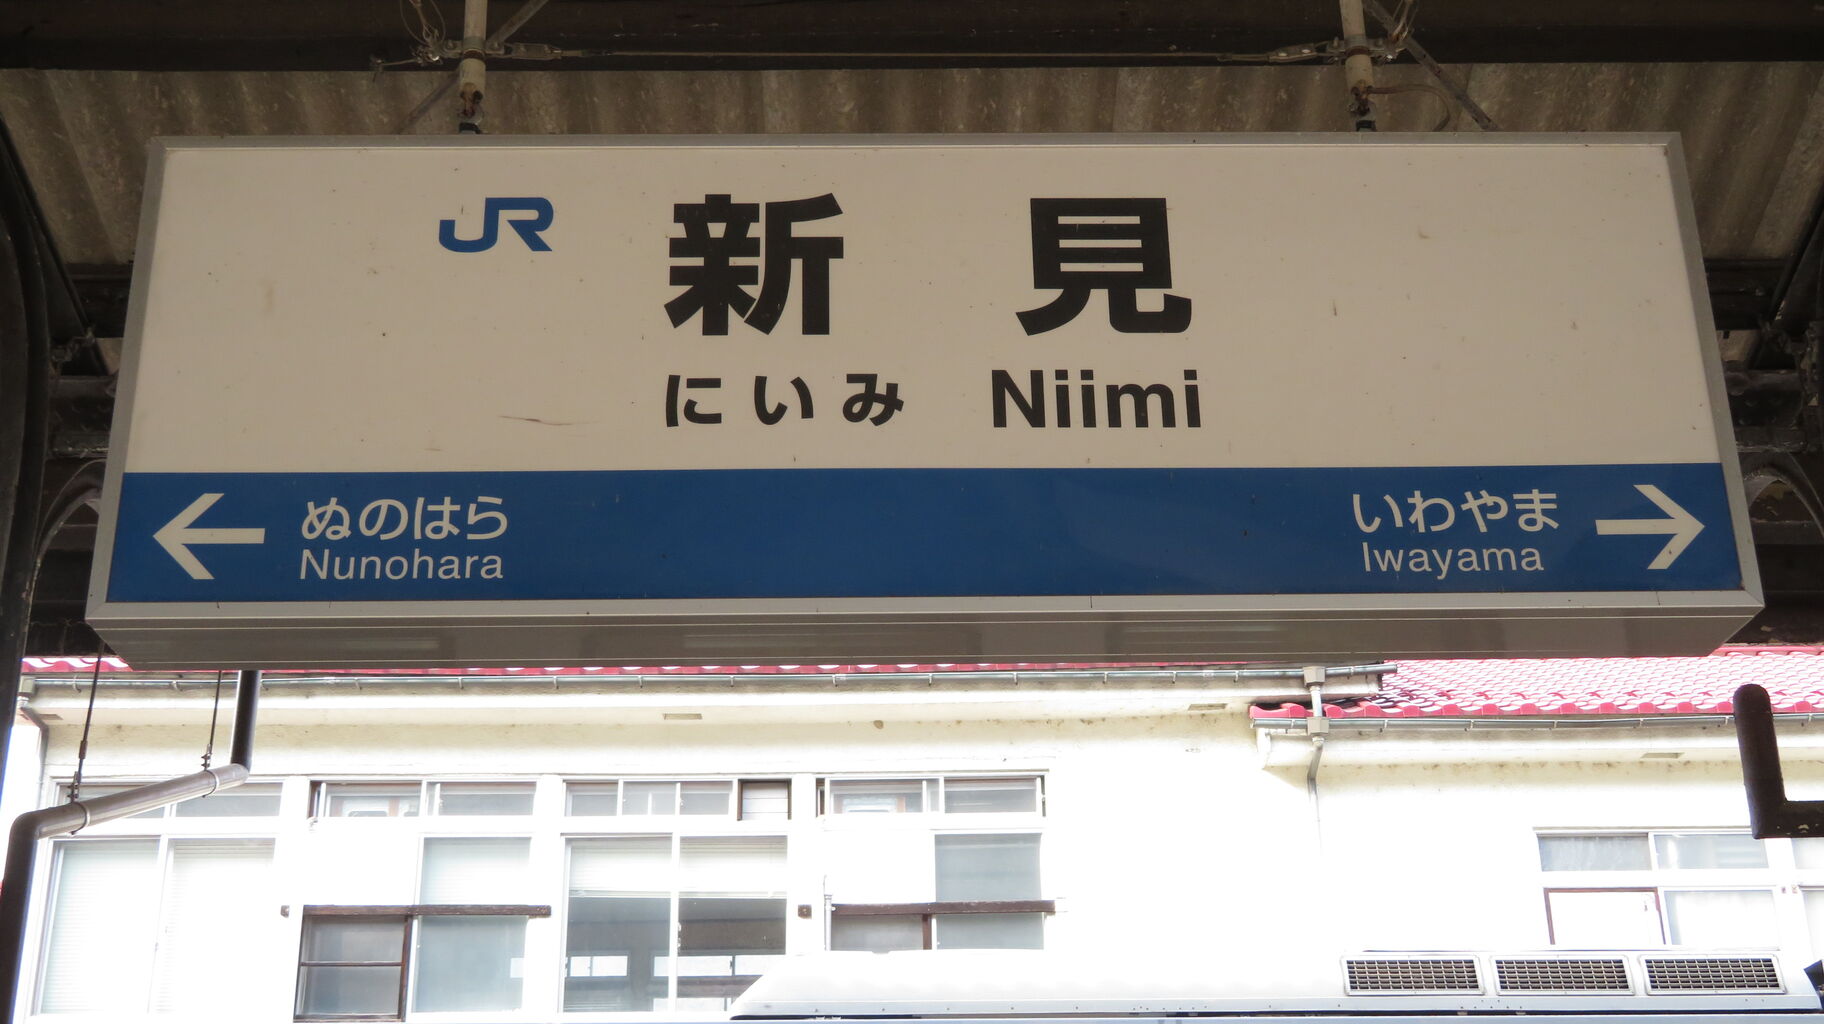 JR 新見
にいみ Niimi
← ぬのはら
Nunohara
いわやま →
Iwayama